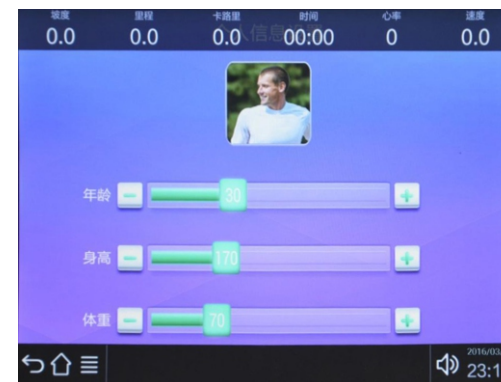 坡度 里程 卡路里 时间 心率 速度
0.0 0.0 0.0 00:00 0 0.0
年龄 - 30 +
身高 - 170 +
体重 - 70 +
2016/03
23:1